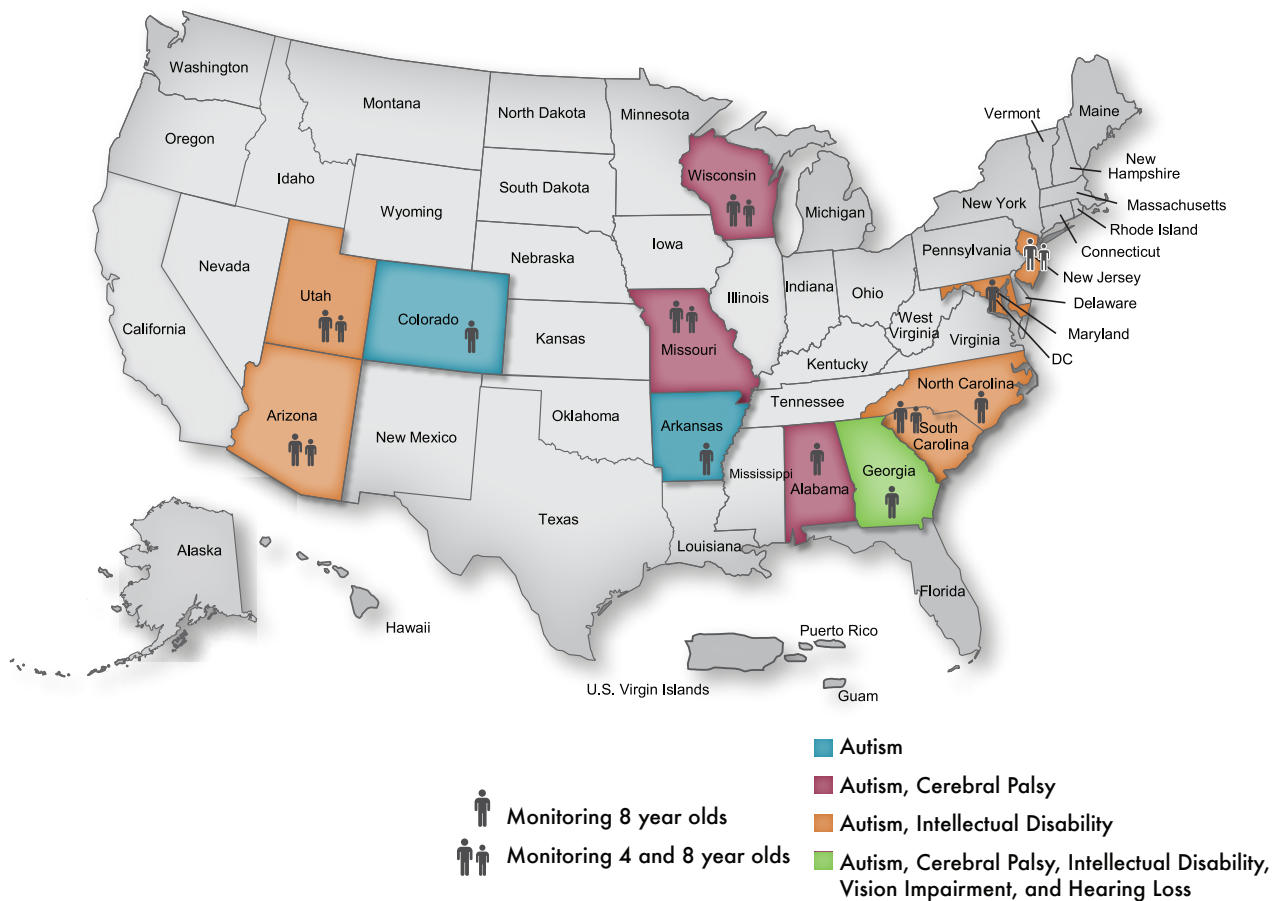 Washington
Montana
North Dakota
Minnesota
Vermont
Maine
Oregon
Idaho
Wisconsin
New
Hampshire
South Dakota
Wyoming
Michigan
New York
Massachusetts
Rhode Island
Iowa
Pennsylvania
Connecticut
Nebraska
Nevada
New Jersey
Utah
Illinois
Indiana
Ohio
Delaware
California
Colorado
West
Virginia
Maryland
Kansas
Missouri
Virginia
DC
Kentucky
North Carolina
Tennessee
Arizona
Oklahoma
Arkansas
South
Carolina
New Mexico
Mississippi
Georgia
Alabama
Texas
Louisiana
Alaska
Florida
Hawaii
Puerto Rico
U.S. Virgin Islands
Guam
Autism
Autism, Cerebral Palsy
Monitoring 8 year olds
Autism, Intellectual Disability
Monitoring 4 and 8 year olds
Autism, Cerebral Palsy, Intellectual Disability,
Vision Impairment, and Hearing Loss